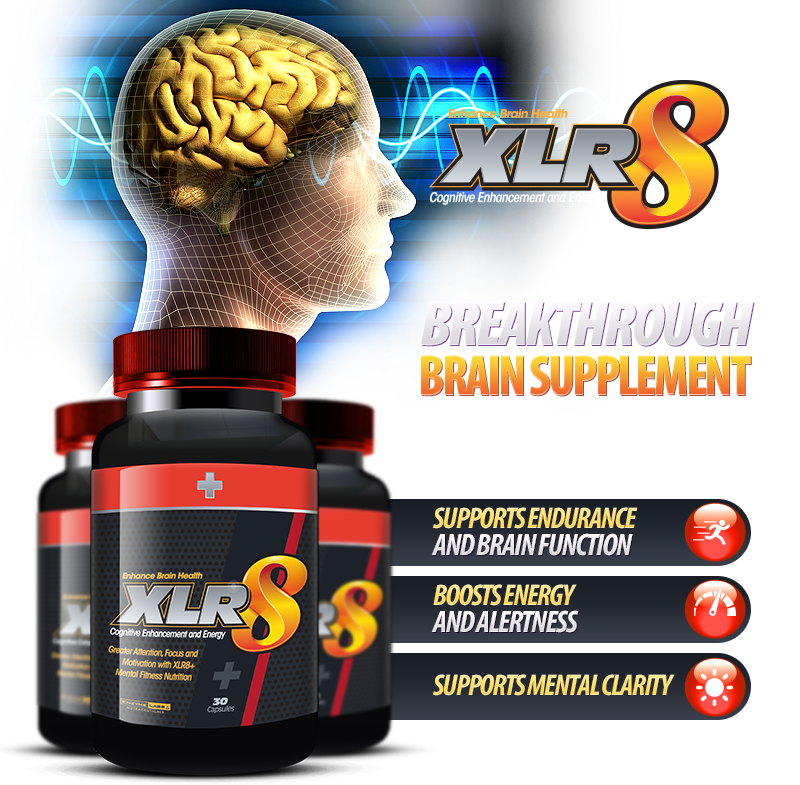 Enhance Brain Health
XLR8
Cognitive Enhancement and
BREAKTHROUGH
BRAIN SUPPLEMENT
SUPPORTS ENDURANCE
AND BRAIN FUNCTION
BOOSTS ENERGY
AND ALERTNESS
SUPPORTS MENTAL CLARITY
Enhance Brain Health
XLR8
Cognitive Enhancement and Energy
Greater Attention, Focus and
Motivation with XLR8+
Mental Fitness Nutrition
30
Capsules